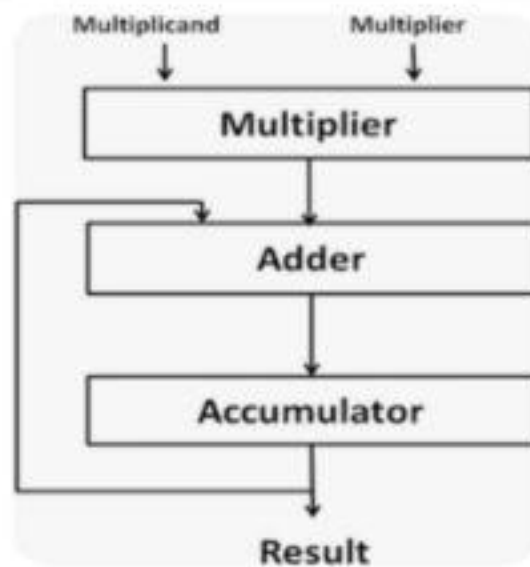 Multiplicand Multiplier
Multiplier
Adder
Accumulator
Result